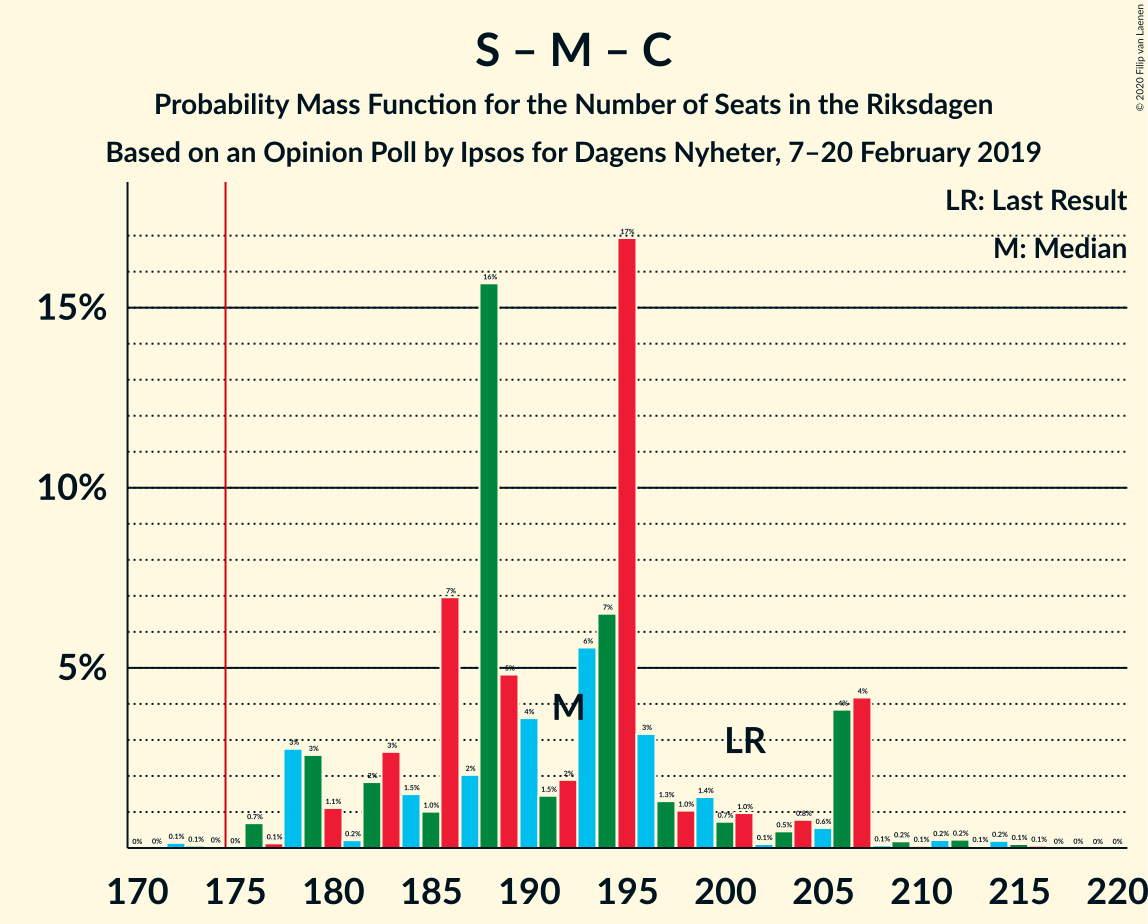 S – M – C
Probability Mass Function for the Number of Seats in the Riksdagen
Based on an Opinion Poll by Ipsos for Dagens Nyheter, 7–20 February 2019
© 2020 Filip van Laenen
LR: Last Result
M: Median
15%
10%
5%
0% 0% 0.1% 0.1% 0% 0% 0.7% 0.1% 3% 3% 1.1% 0.2% 2% 3% 1.5% 1.0% 7% 2% 16% 5% 4% 1.5% 2% 6% 7% 17% 3% 1.3% 1.0% 1.4% 0.7% 1.0% 0.1% 0.5% 0.8% 0.6% 4% 4% 0.1% 0.2% 0.1% 0.2% 0.2% 0.1% 0.2% 0.1% 0.1% 0% 0% 0% 0%
M
LR
170 175 180 185 190 195 200 205 210 215 220